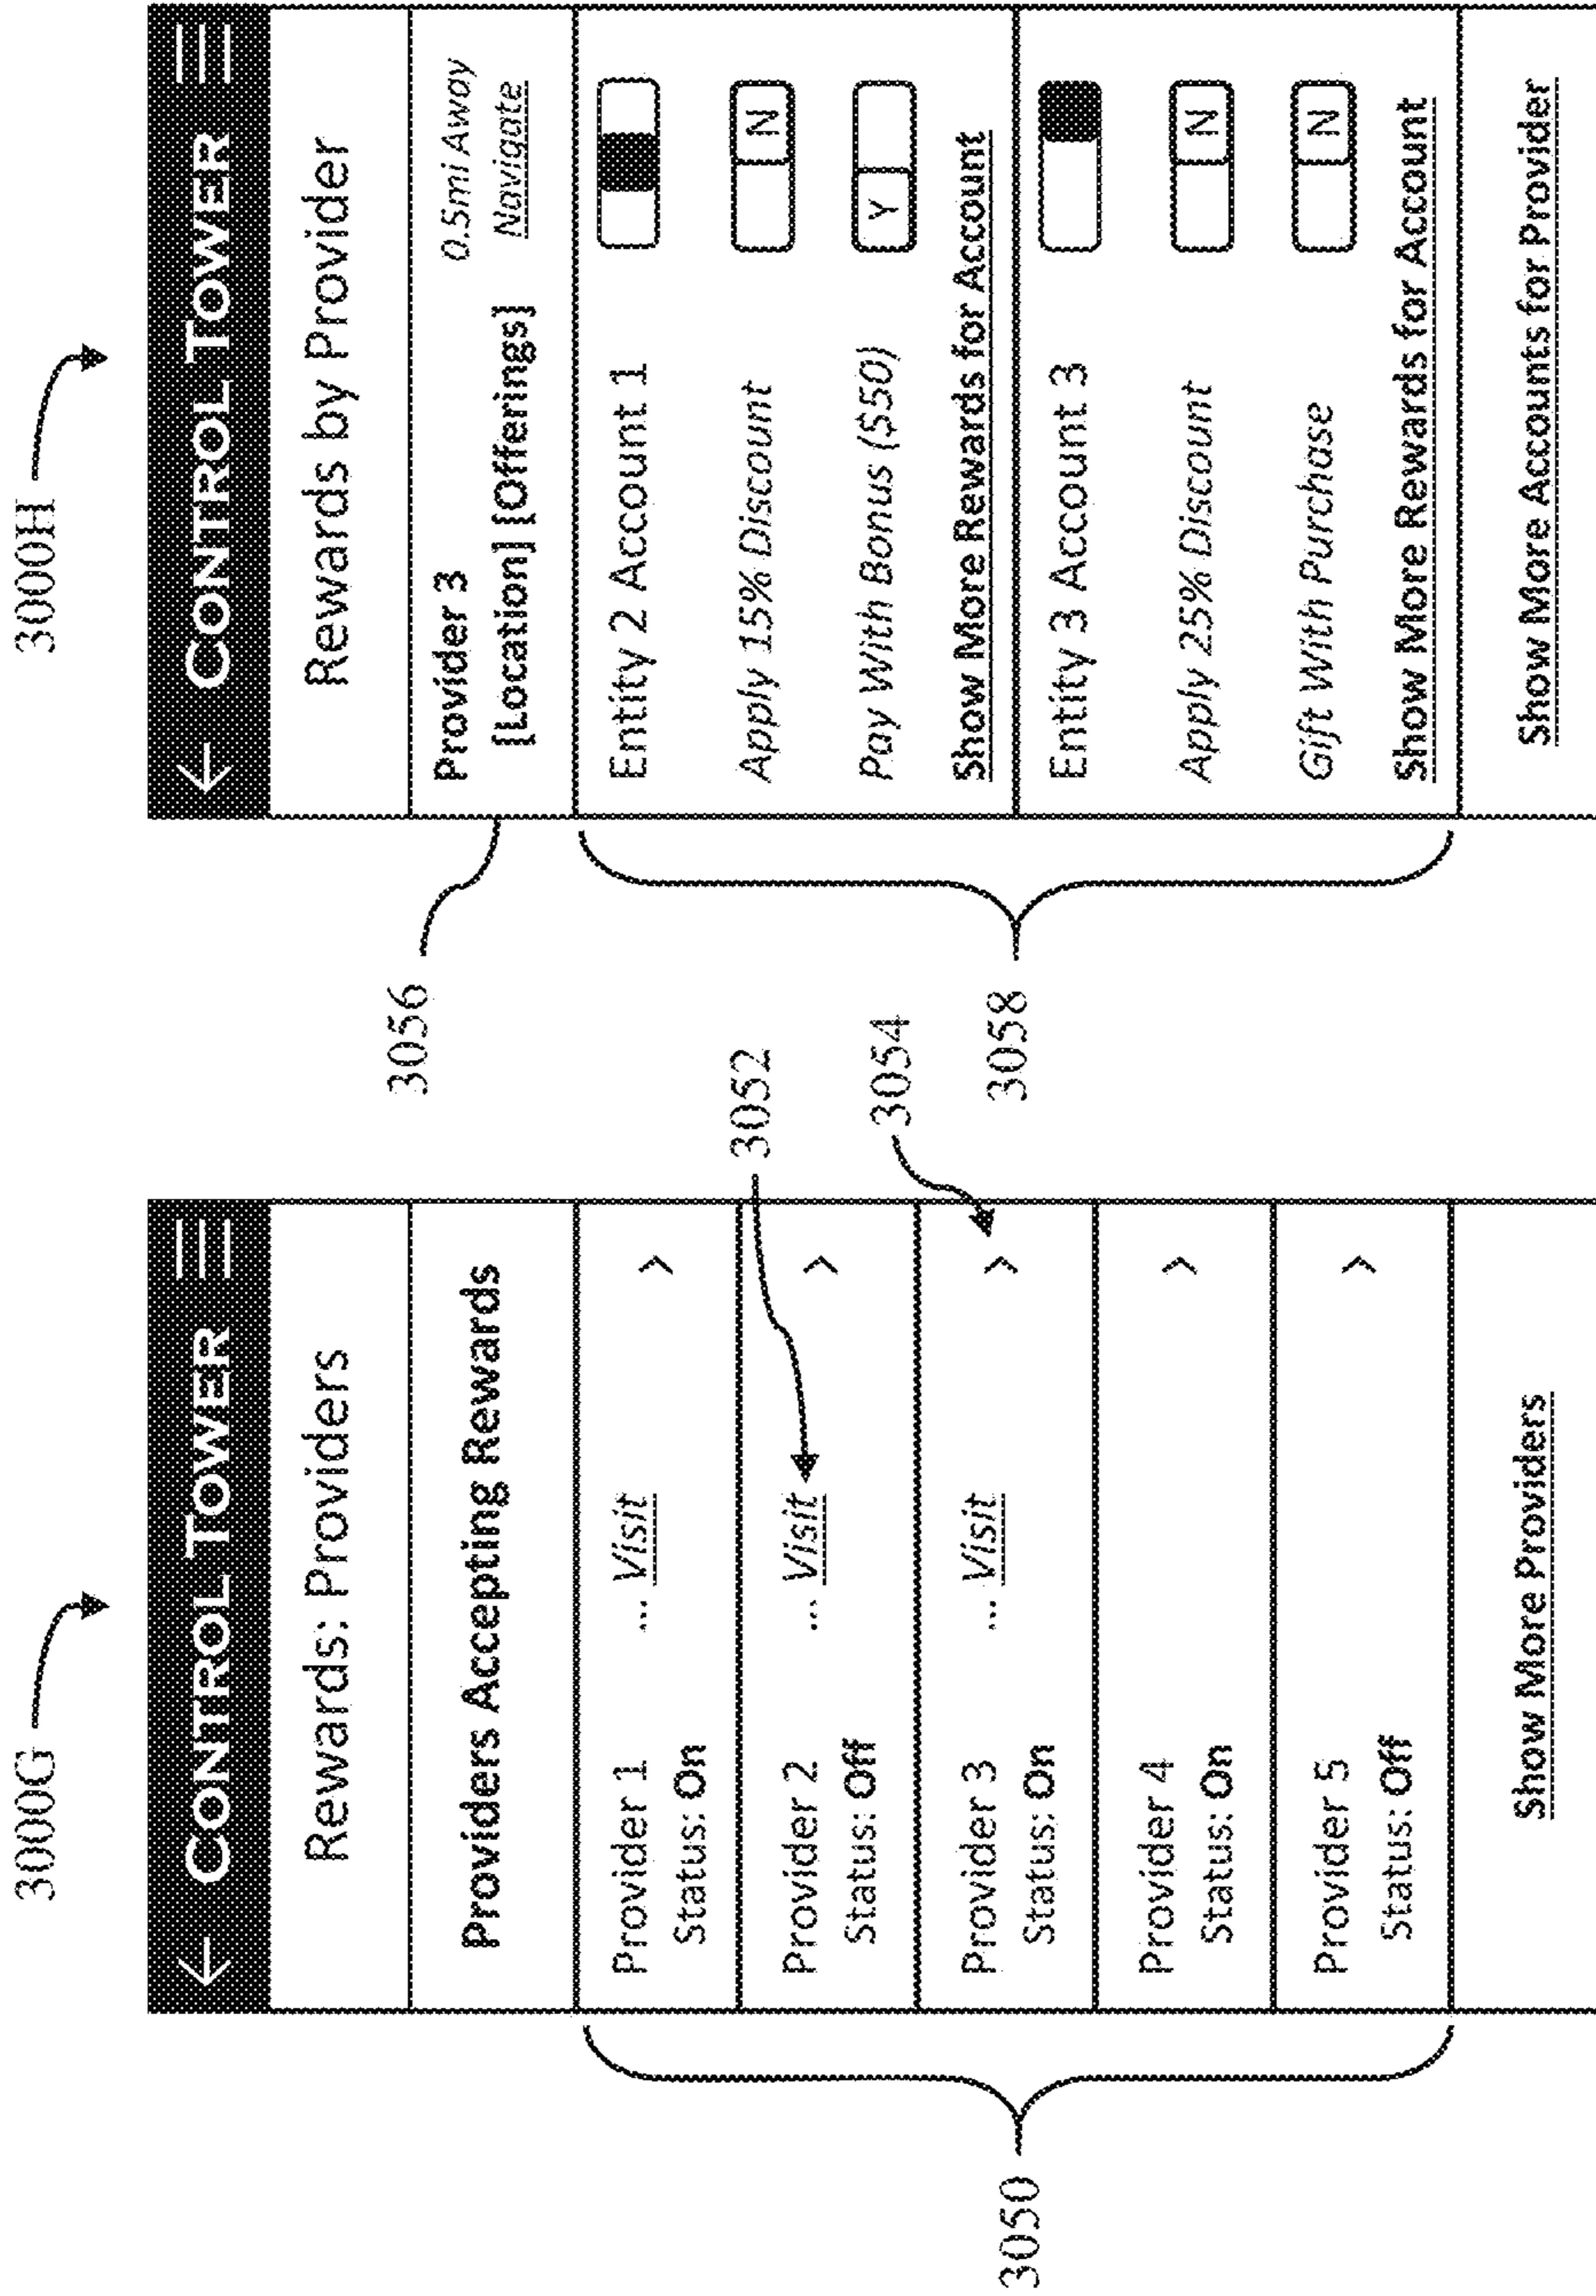 3000G
← CONTROL TOWER
Rewards: Providers
Providers Accepting Rewards
Provider 1 ... Visit >
Status: On
Provider 2 ... Visit >
Status: Off
Provider 3 ... Visit >
Status: On
Provider 4 >
Status: On
Provider 5 >
Status: Off
Show More Providers
3050
3052
3054
3000H
← CONTROL TOWER
Rewards by Provider
Provider 3 0.5mi Away
[Location] [Offerings] Navigate
Entity 2 Account 1
Apply 15% Discount N
Pay With Bonus ($50) Y
Show More Rewards for Account
Entity 3 Account 3
Apply 25% Discount N
Gift With Purchase N
Show More Rewards for Account
Show More Accounts for Provider
3056
3058